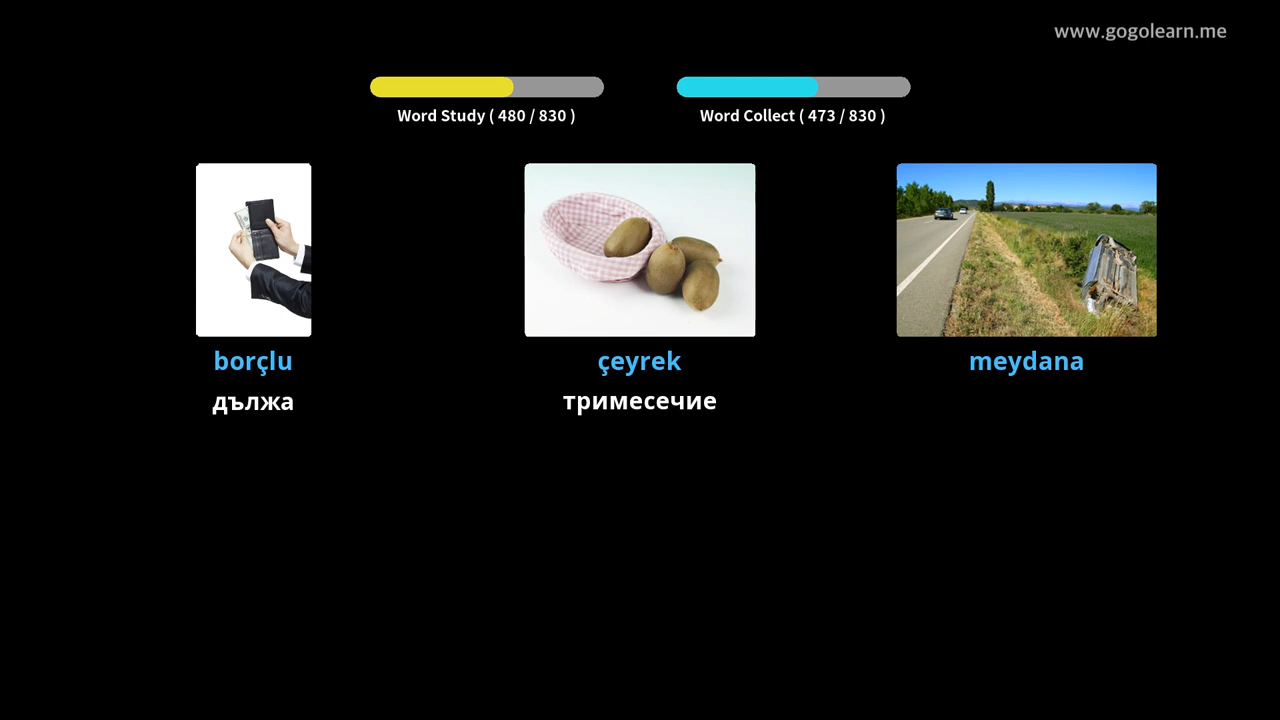 www.gogolearn.me
Word Study ( 480 / 830 )
Word Collect ( 473 / 830 )
borçlu
çeyrek
meydana
дължа
тримесечие